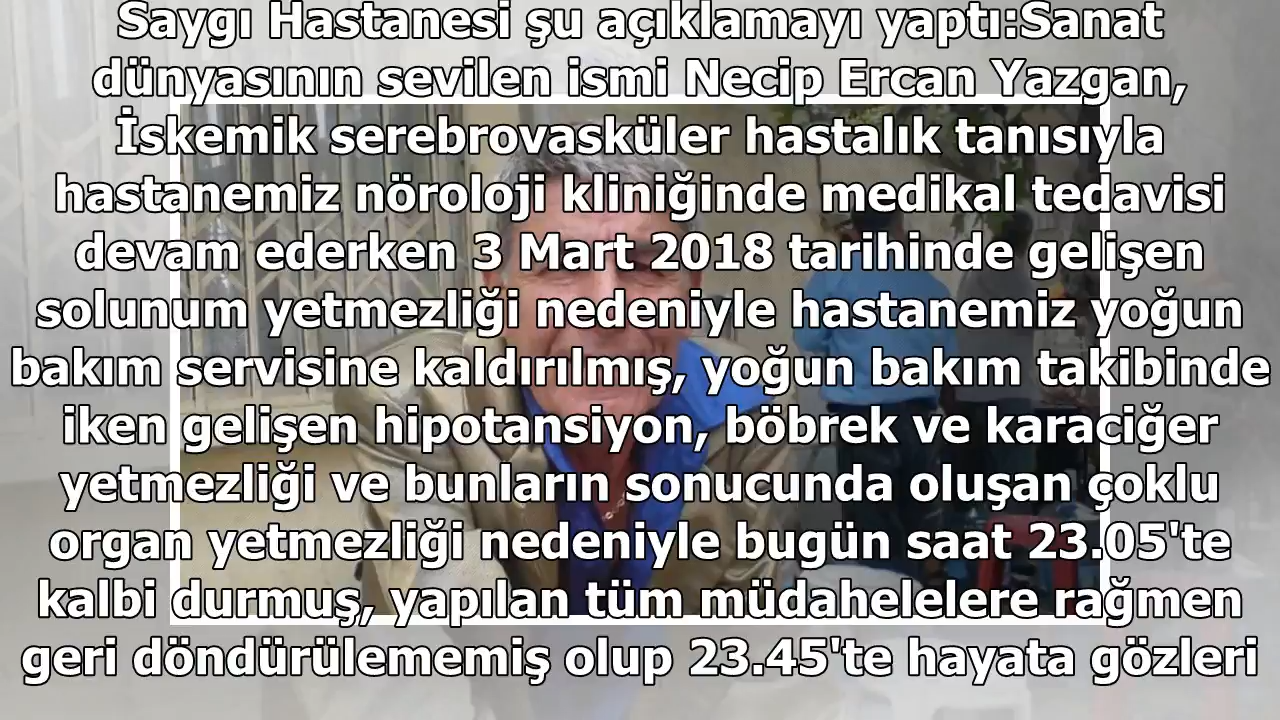 Saygı Hastanesi şu açıklamayı yaptı:Sanat
dünyasının sevilen ismi Necip Ercan Yazgan,
İskemik serebrovasküler hastalık tanısıyla
hastanemiz nöroloji kliniğinde medikal tedavisi
devam ederken 3 Mart 2018 tarihinde gelişen
solunum yetmezliği nedeniyle hastanemiz yoğun
bakım servisine kaldırılmış, yoğun bakım takibinde
iken gelişen hipotansiyon, böbrek ve karaciğer
yetmezliği ve bunların sonucunda oluşan çoklu
organ yetmezliği nedeniyle bugün saat 23.05'te
kalbi durmuş, yapılan tüm müdahelelere rağmen
geri döndürülememiş olup 23.45'te hayata gözleri